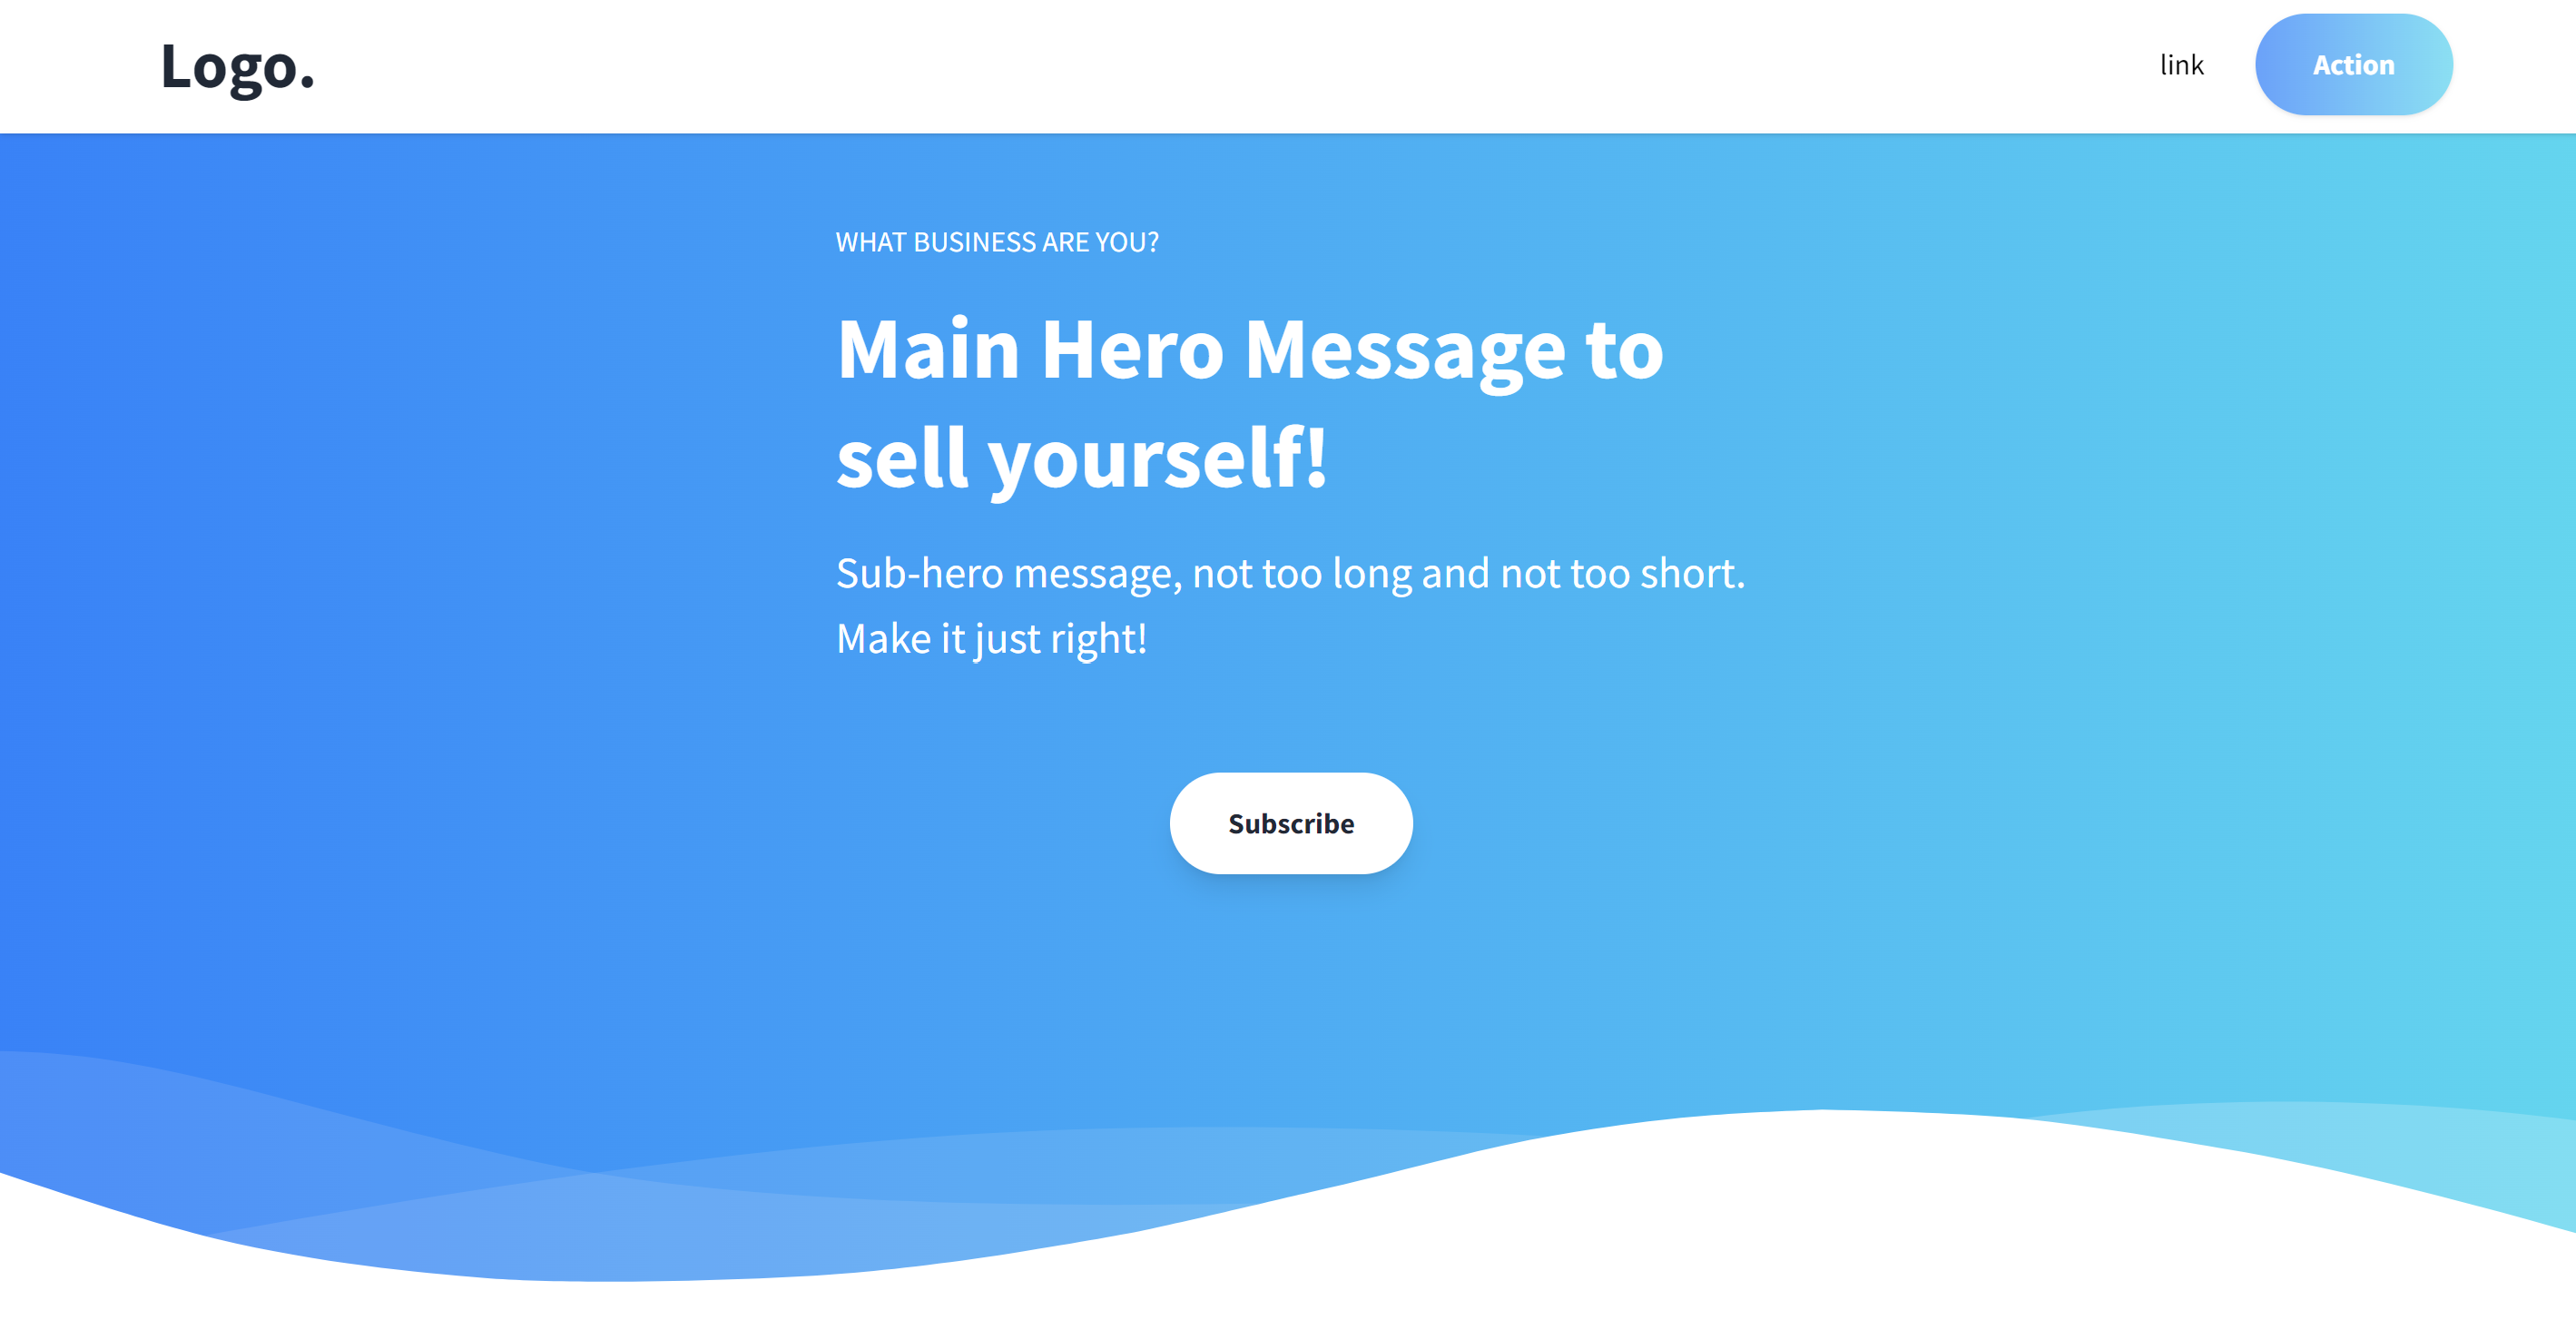 Logo.
link
Action
WHAT BUSINESS ARE YOU?
Main Hero Message to
sell yourself!
Sub-hero message, not too long and not too short.
Make it just right!
Subscribe